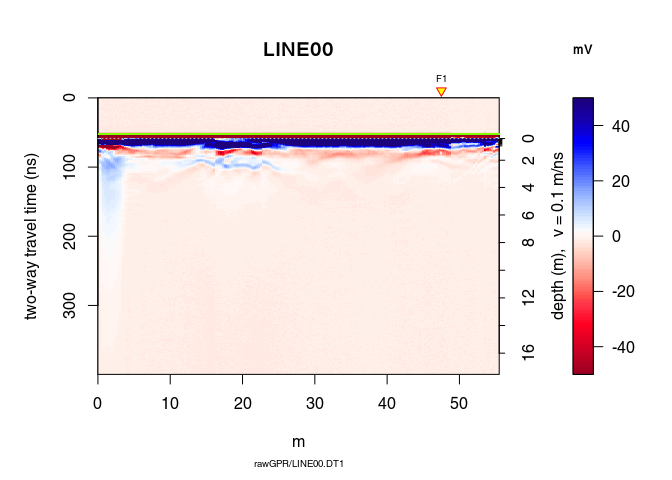 LINE00
mV
F1
0
100
200
300
two-way travel time (ns)
0
2
4
6
8
12
16
depth (m),   v = 0.1 m/ns
40
20
0
-20
-40
0 10 20 30 40 50
m
rawGPR/LINE00.DT1